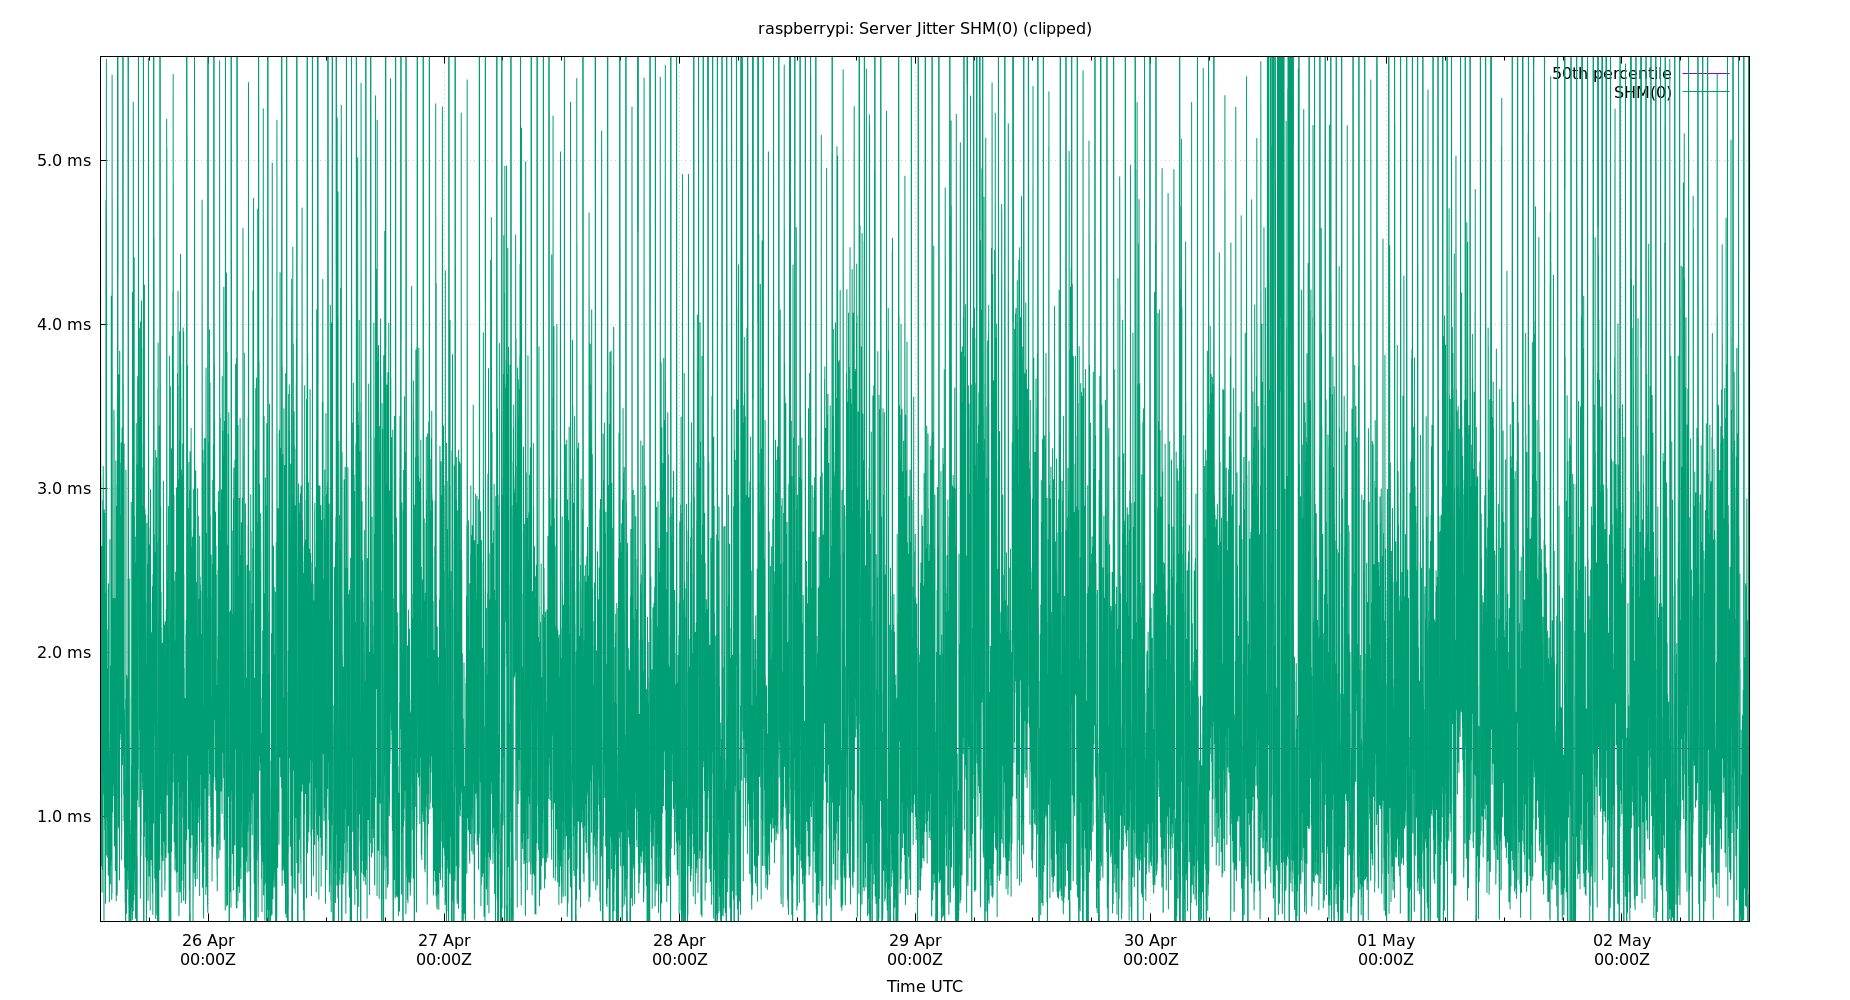 raspberrypi: Server Jitter SHM(0) (clipped)
50th percentile
SHM(0)
5.0 ms
4.0 ms
3.0 ms
2.0 ms
1.0 ms
26 Apr 27 Apr 28 Apr 29 Apr 30 Apr 01 May 02 May
00:00Z 00:00Z 00:00Z 00:00Z 00:00Z 00:00Z 00:00Z
Time UTC